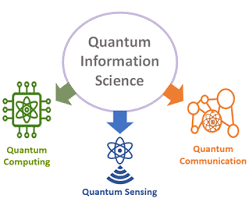 Quantum
Information
Science
Quantum
Computing
Quantum
Communication
Quantum Sensing